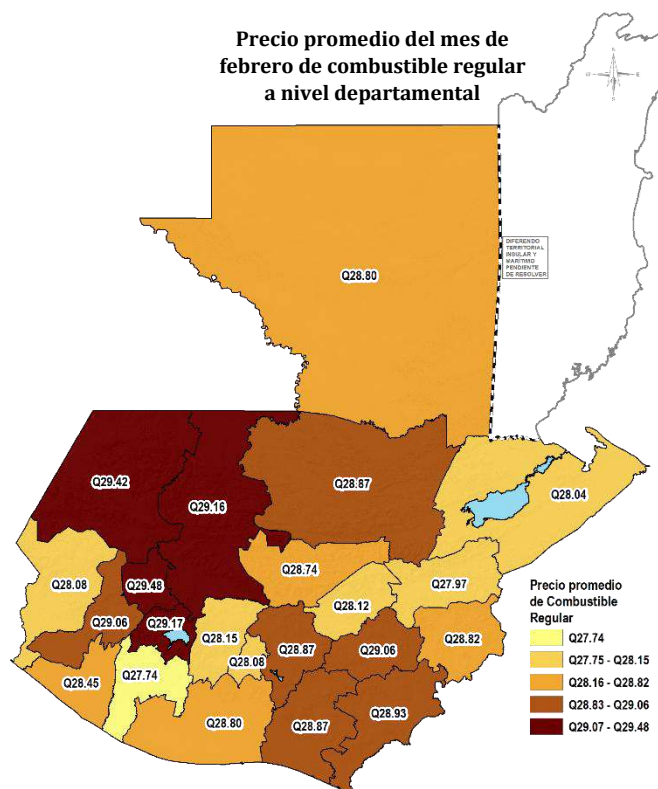 Precio promedio del mes de
febrero de combustible regular
a nivel departamental
N
O
E
S
DIFERENDO
TERRITORIAL
INSULAR Y
MARÍTIMO
PENDIENTE
DE RESOLVER
Q28.80
Q29.42
Q29.16
Q28.87
Q28.04
Q28.08
Q29.48
Q28.74
Q27.97
Q29.06
Q29.17
Q28.15
Q28.12
Q28.82
Q28.08
Q28.87
Q29.06
Q28.45
Q27.74
Q28.80
Q28.87
Q28.93
Precio promedio
de Combustible
Regular
Q27.74
Q27.75 - Q28.15
Q28.16 - Q28.82
Q28.83 - Q29.06
Q29.07 - Q29.48